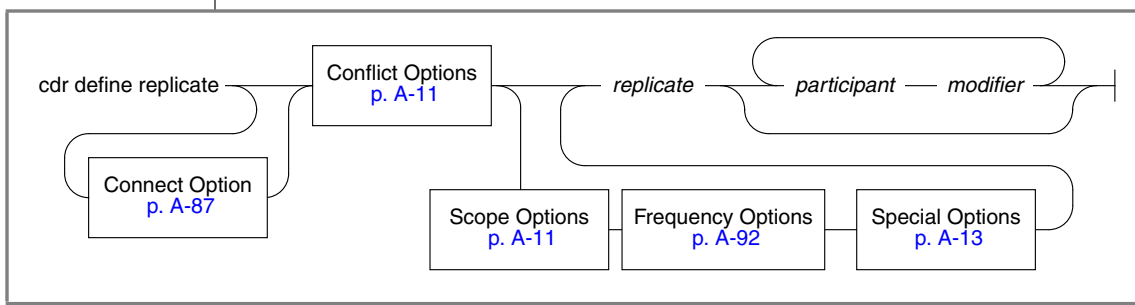 cdr define replicate
Conflict Options
p. A-11
replicate
participant
modifier
Connect Option
p. A-87
Scope Options
p. A-11
Frequency Options
p. A-92
Special Options
p. A-13